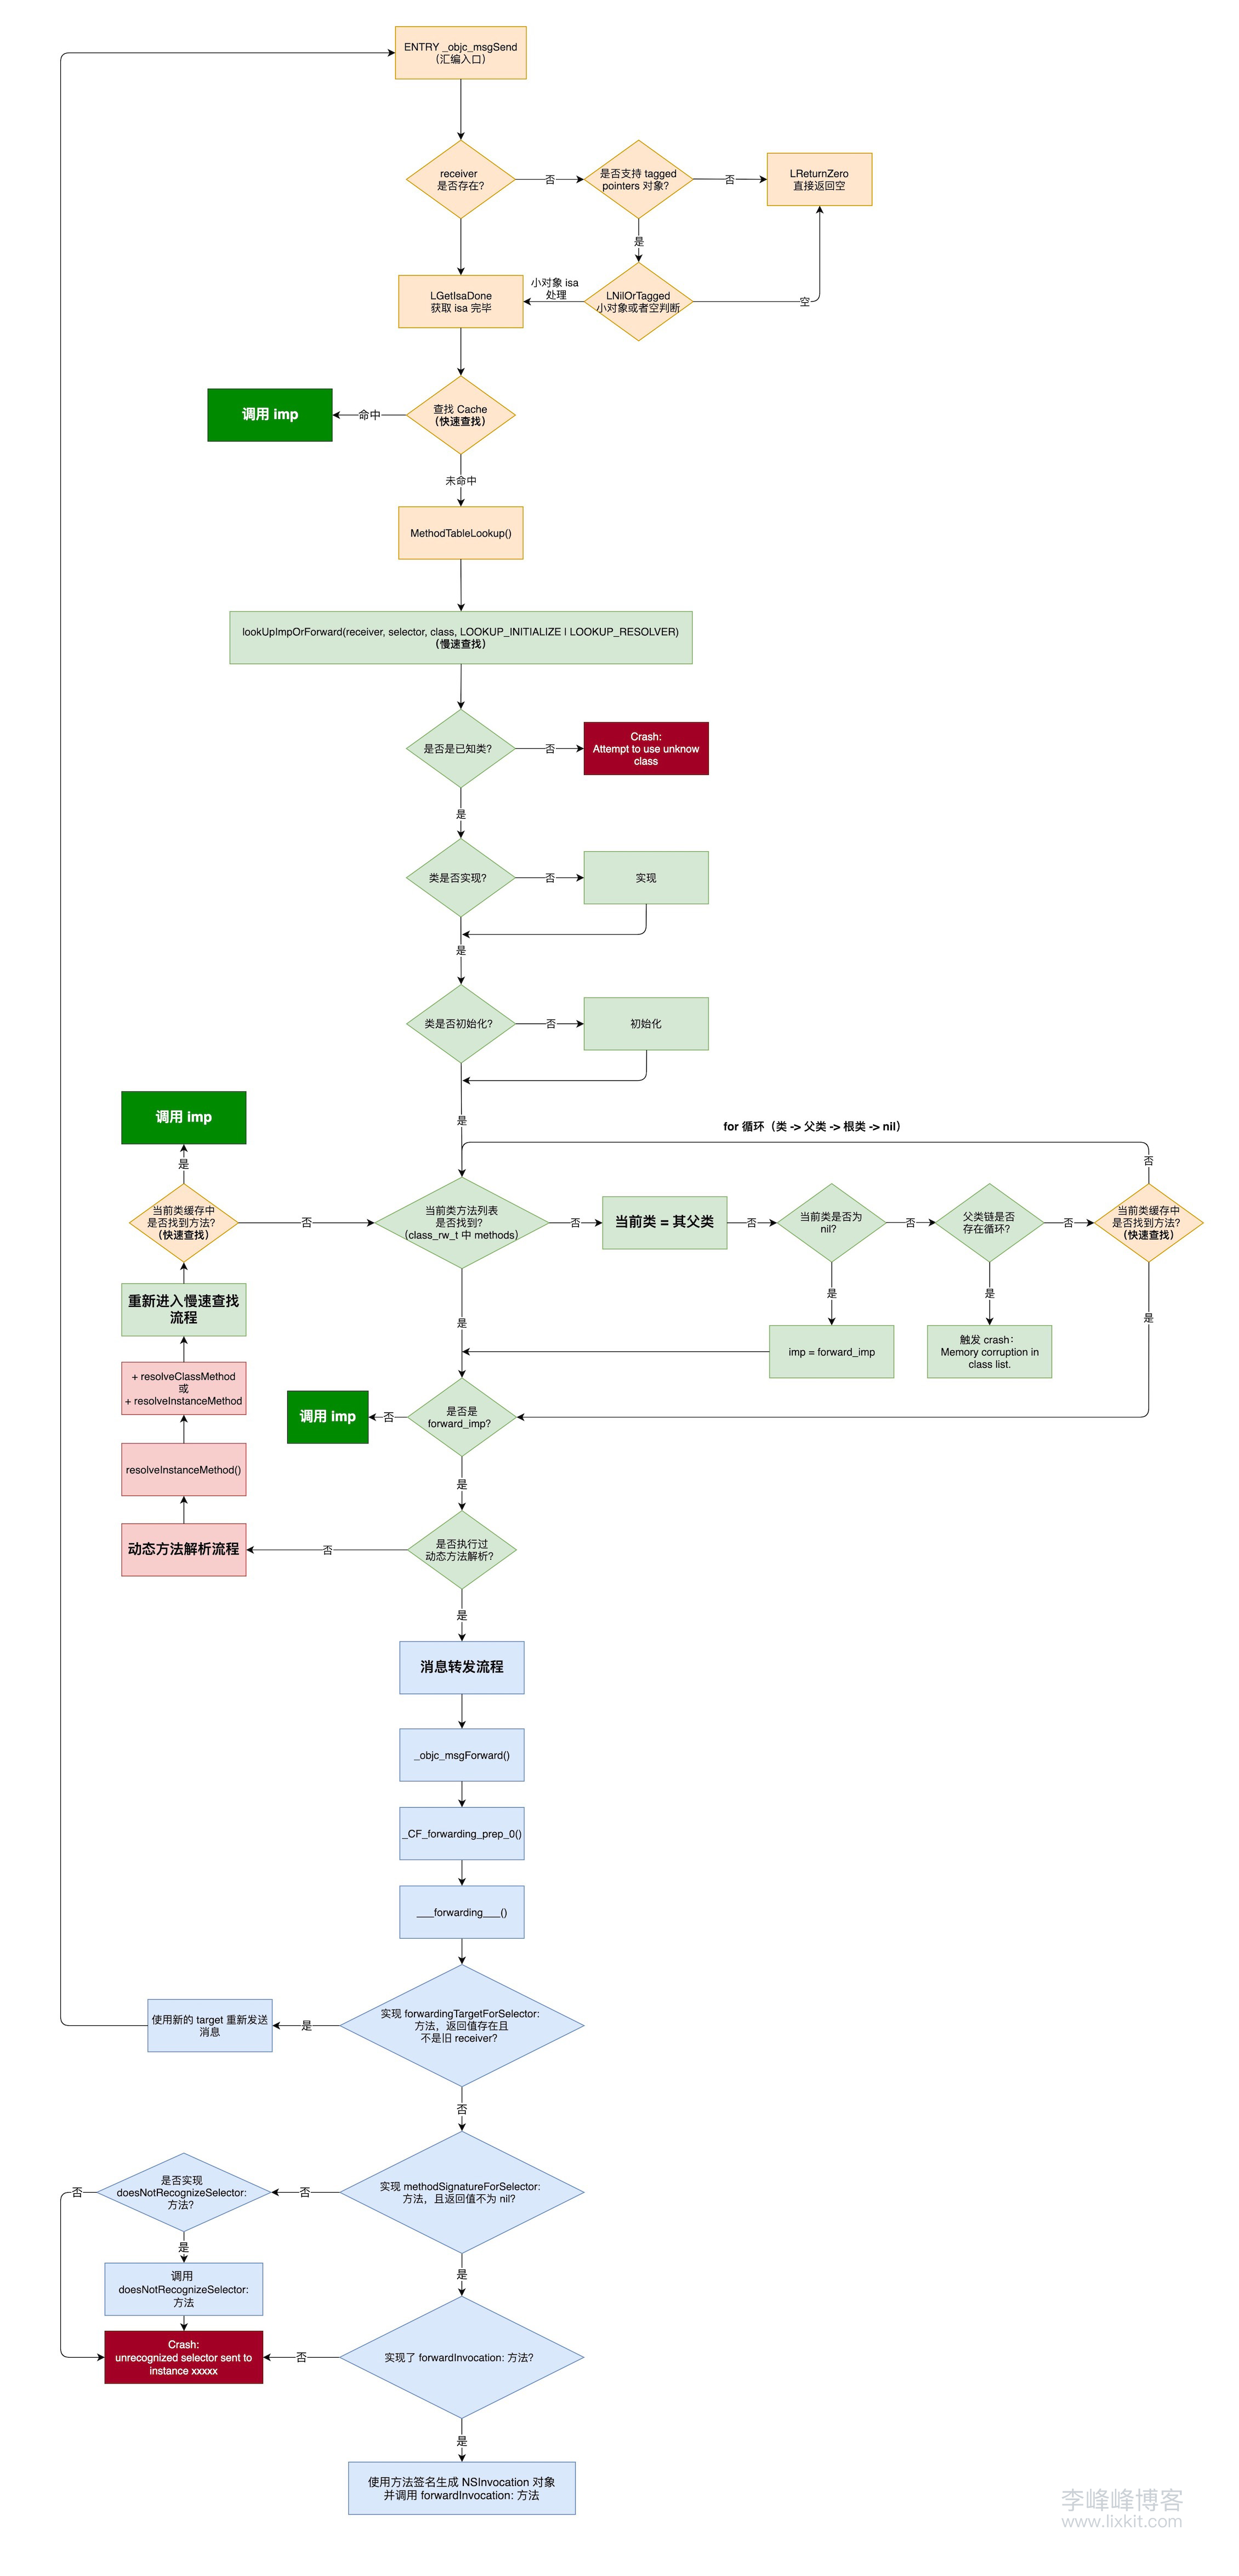 ENTRY _objc_msgSend
（汇编入口）
receiver
是否存在?
否
是否支持 tagged
pointers 对象?
否
LReturnZero
直接返回空
是
LGetIsaDone
获取 isa 完毕
小对象 isa
处理
LNilOrTagged
小对象或者空判断
空
调用 imp
命中
查找 Cache
（快速查找）
未命中
MethodTableLookup()
lookUpImpOrForward(receiver, selector, class, LOOKUP_INITIALIZE | LOOKUP_RESOLVER)
（慢速查找）
是否是已知类?
否
Crash:
Attempt to use unknow
class
是
类是否实现?
否
实现
是
类是否初始化?
否
初始化
是
调用 imp
for 循环（类 -> 父类 -> 根类 -> nil）
是
否
当前类缓存中
是否找到方法?
（快速查找）
否
当前类方法列表
是否找到?
（class_rw_t 中 methods）
否
当前类 = 其父类
否
当前类是否为
nil?
否
父类链是否
存在循环?
否
当前类缓存中
是否找到方法?
（快速查找）
重新进入慢速查找
流程
是
是
是
是
imp = forward_imp
触发 crash：
Memory corruption in
class list.
+ resolveClassMethod
或
+ resolveInstanceMethod
调用 imp
否
是否是
forward_imp?
resolveInstanceMethod()
是
动态方法解析流程
否
是否执行过
动态方法解析?
是
消息转发流程
_objc_msgForward()
_CF_forwarding_prep_0()
___forwarding___()
使用新的 target 重新发送
消息
是
实现 forwardingTargetForSelector:
方法，返回值存在且
不是旧 receiver?
否
否
是否实现
doesNotRecognizeSelector:
方法?
否
实现 methodSignatureForSelector:
方法，且返回值不为 nil?
是
是
调用
doesNotRecognizeSelector:
方法
Crash:
unrecognized selector sent to
instance xxxxx
否
实现了 forwardInvocation: 方法?
是
使用方法签名生成 NSInvocation 对象
并调用 forwardInvocation: 方法
李峰峰博客
www.lixkit.com